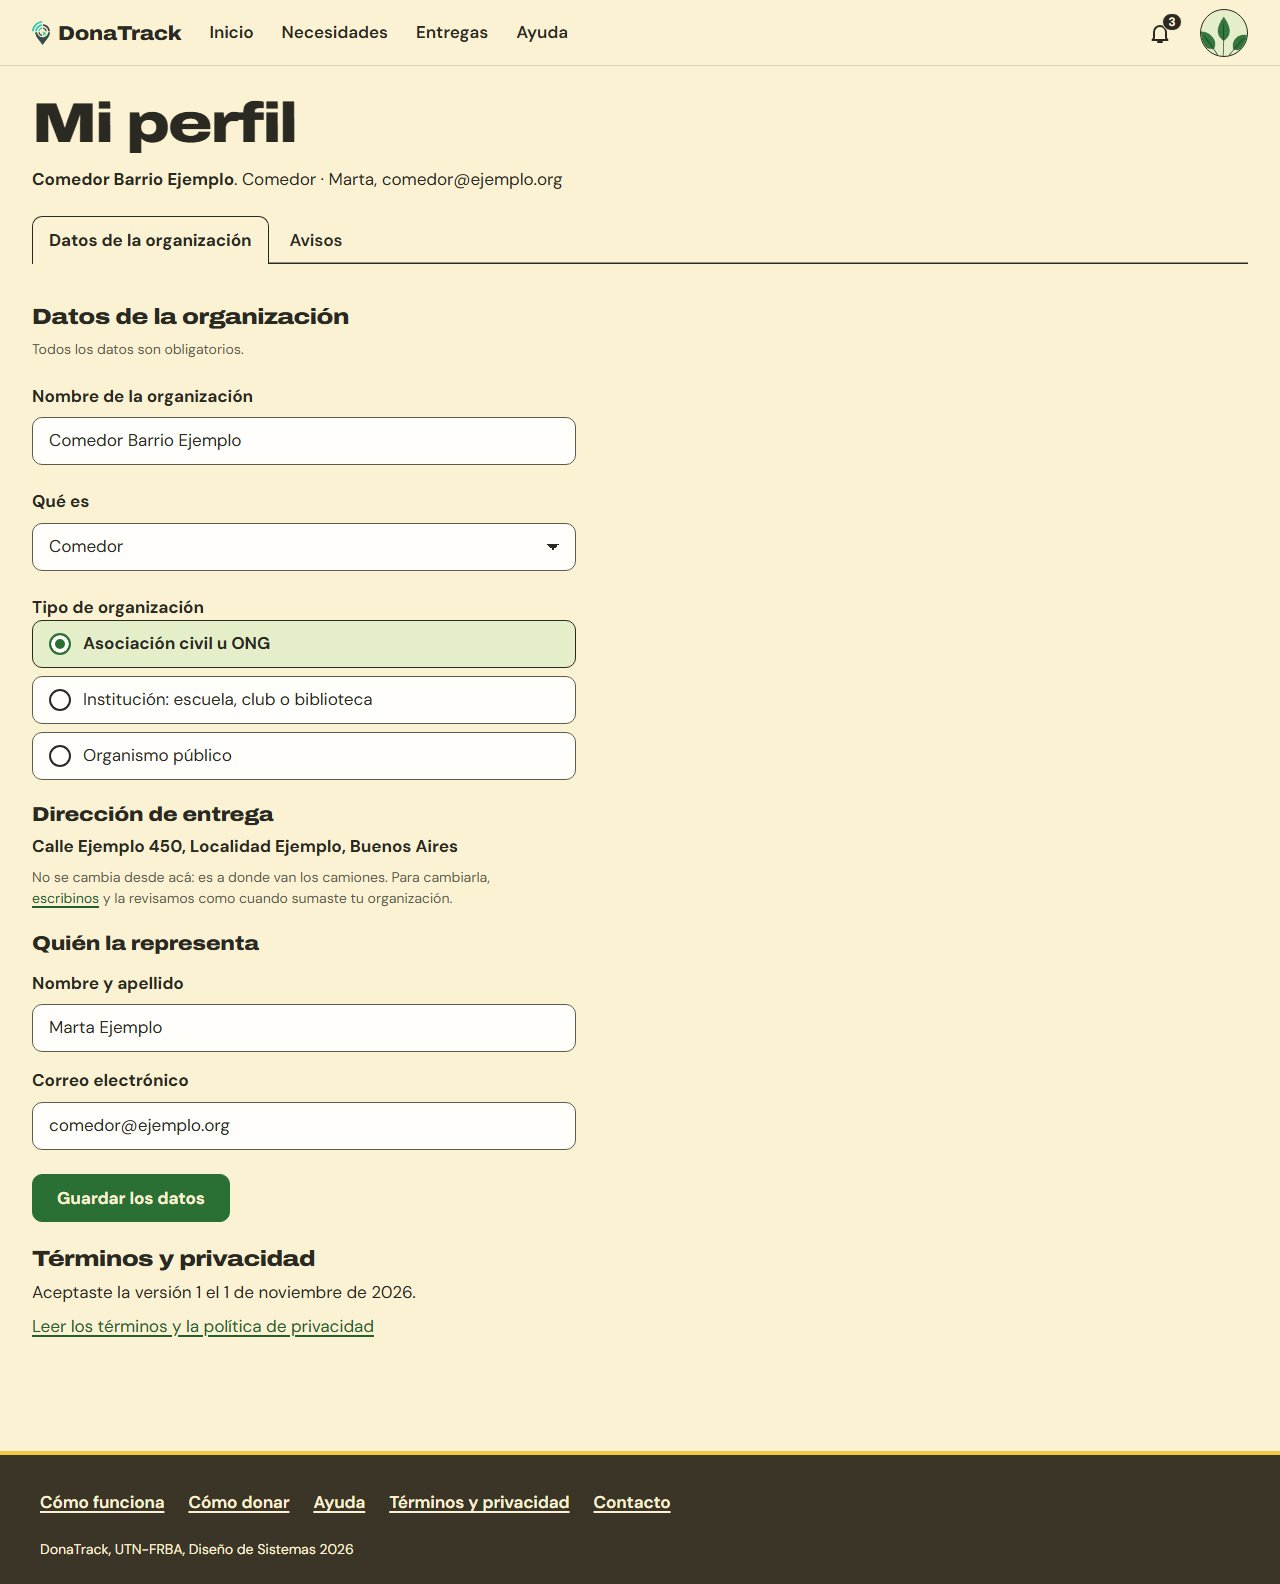 DonaTrack Inicio Necesidades Entregas Ayuda 3
Mi perfil
Comedor Barrio Ejemplo. Comedor · Marta, comedor@ejemplo.org
Datos de la organización Avisos
Datos de la organización
Todos los datos son obligatorios.
Nombre de la organización
Comedor Barrio Ejemplo
Qué es
Comedor
Tipo de organización
Asociación civil u ONG
Institución: escuela, club o biblioteca
Organismo público
Dirección de entrega
Calle Ejemplo 450, Localidad Ejemplo, Buenos Aires
No se cambia desde acá: es a donde van los camiones. Para cambiarla,
escribinos y la revisamos como cuando sumaste tu organización.
Quién la representa
Nombre y apellido
Marta Ejemplo
Correo electrónico
comedor@ejemplo.org
Guardar los datos
Términos y privacidad
Aceptaste la versión 1 el 1 de noviembre de 2026.
Leer los términos y la política de privacidad
Cómo funciona Cómo donar Ayuda Términos y privacidad Contacto
DonaTrack, UTN-FRBA, Diseño de Sistemas 2026